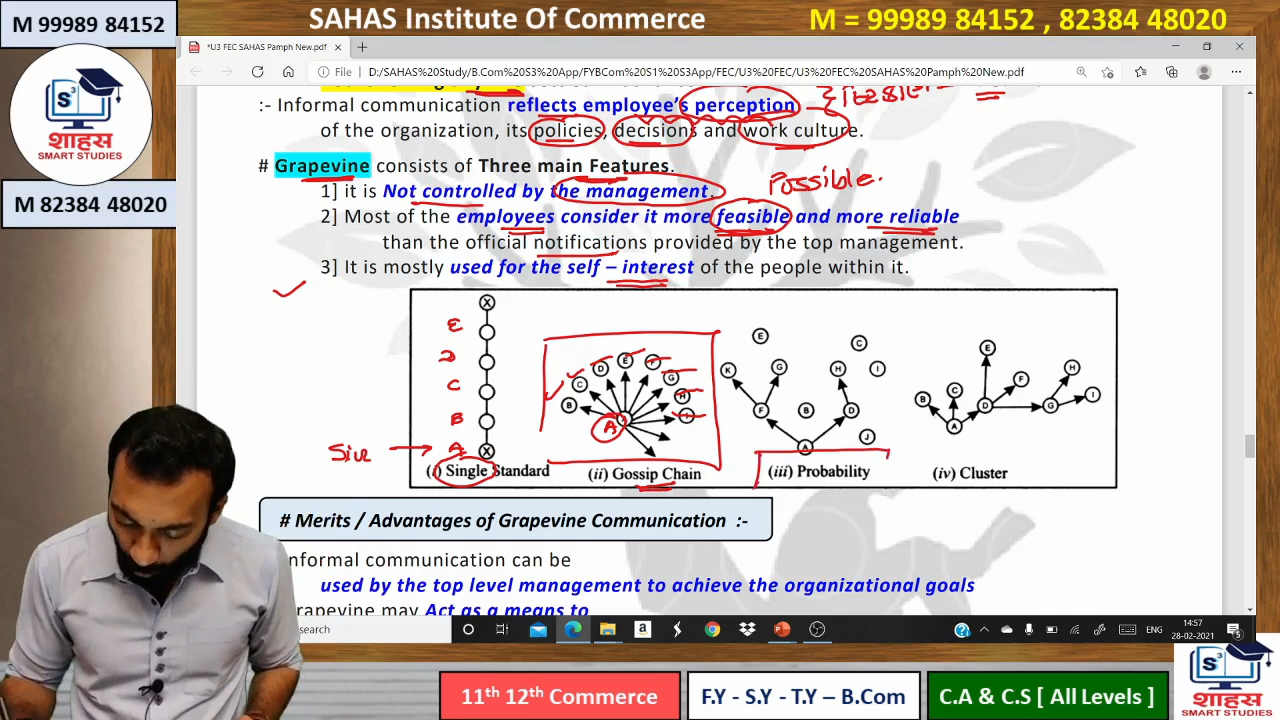 M 99989 84152
SAHAS Institute Of Commerce
M = 99989 84152 , 82384 48020
*U3 FEC SAHAS Pamph New.pdf
File
D:/SAHAS%20Study/B.Com%20S3%20App/FYBCom%20S1%20S3App/FEC/U3%20FEC/U3%20FEC%20SAHAS%20Pamph%20New.pdf
S³
शाहस
SMART STUDIES
M 82384 48020
:- Informal communication reflects employee's perception
of the organization, its policies, decisions and work culture.
# Grapevine consists of Three main Features.
1] it is Not controlled by the management.
Possible.
2] Most of the employees consider it more feasible and more reliable
than the official notifications provided by the top management.
3] It is mostly used for the self – interest of the people within it.
X
E
D
C
B
A
X
(i) Single Standard
B
C
D
E
F
G
H
I
A
(ii) Gossip Chain
E
C
K
G
H
I
F
B
D
J
A
(iii) Probability
E
C
F
H
B
D
G
I
A
(iv) Cluster
# Merits / Advantages of Grapevine Communication :-
Informal communication can be
used by the top level management to achieve the organizational goals
Grapevine may Act as a means to
search
ENG
14:57
28-02-2021
5
11th 12th Commerce
F.Y - S.Y - T.Y – B.Com
C.A & C.S [ All Levels ]
S³
शाहस
SMART STUDIES